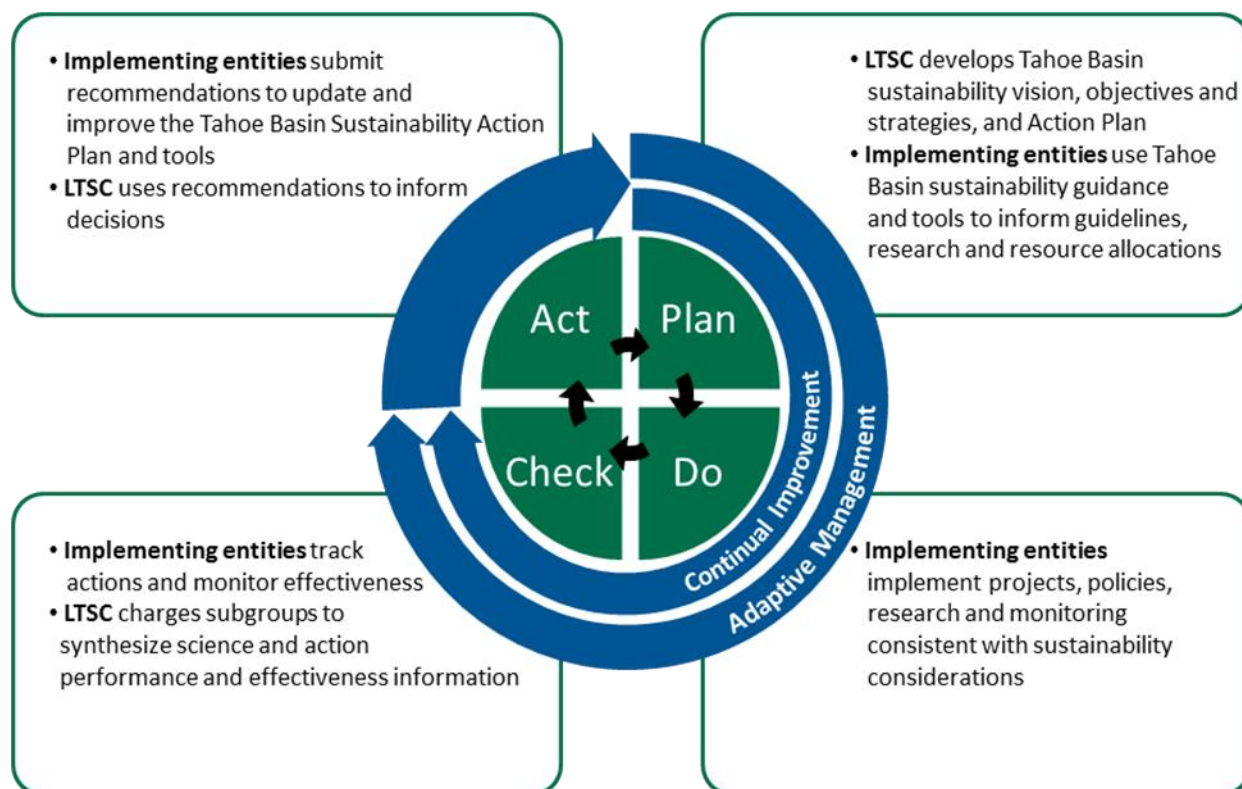 • Implementing entities submit
recommendations to update and
improve the Tahoe Basin Sustainability Action
Plan and tools
• LTSC uses recommendations to inform
decisions
• LTSC develops Tahoe Basin
sustainability vision, objectives and
strategies, and Action Plan
• Implementing entities use Tahoe
Basin sustainability guidance
and tools to inform guidelines,
research and resource allocations
Act
Plan
Check
Do
Continual Improvement
Adaptive Management
• Implementing entities track
actions and monitor effectiveness
• LTSC charges subgroups to
synthesize science and action
performance and effectiveness information
• Implementing entities
implement projects, policies,
research and monitoring
consistent with sustainability
considerations